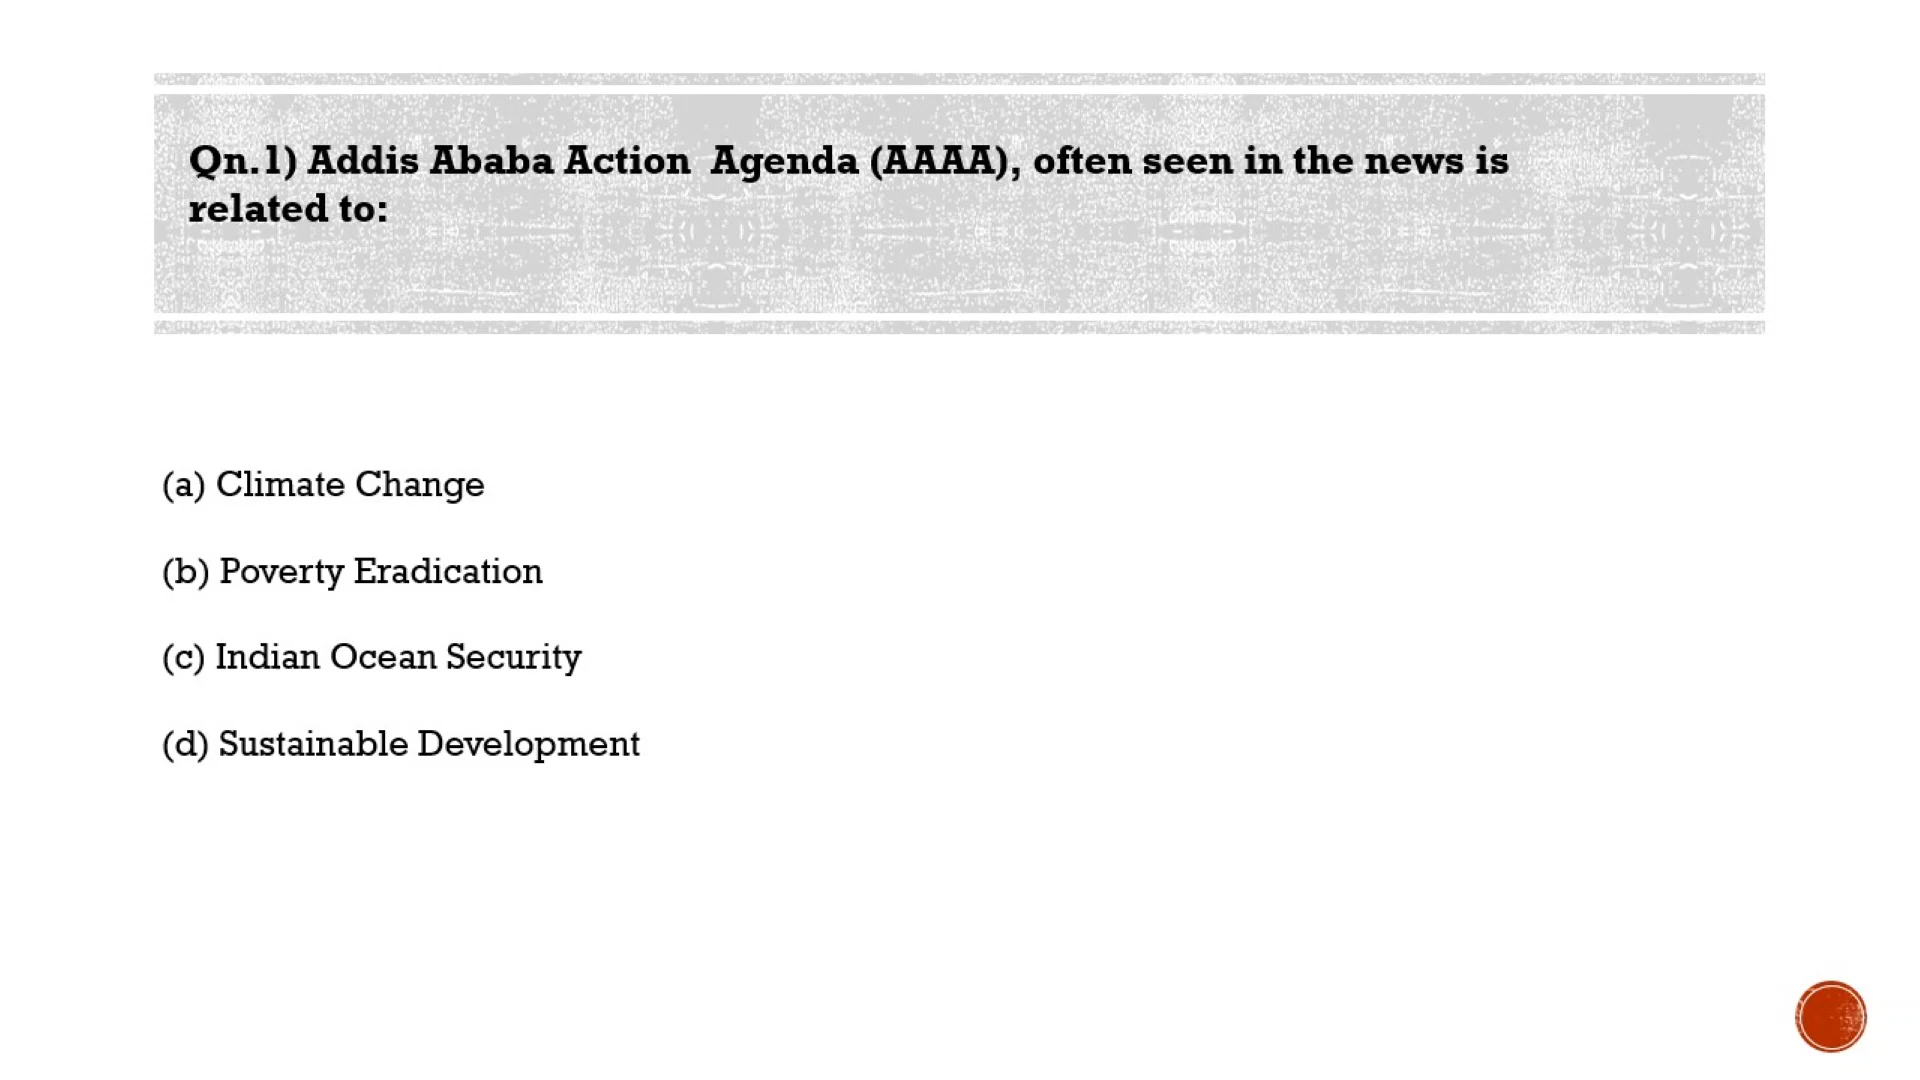 Qn.1) Addis Ababa Action  Agenda (AAAA), often seen in the news is
related to:
(a) Climate Change
(b) Poverty Eradication
(c) Indian Ocean Security
(d) Sustainable Development